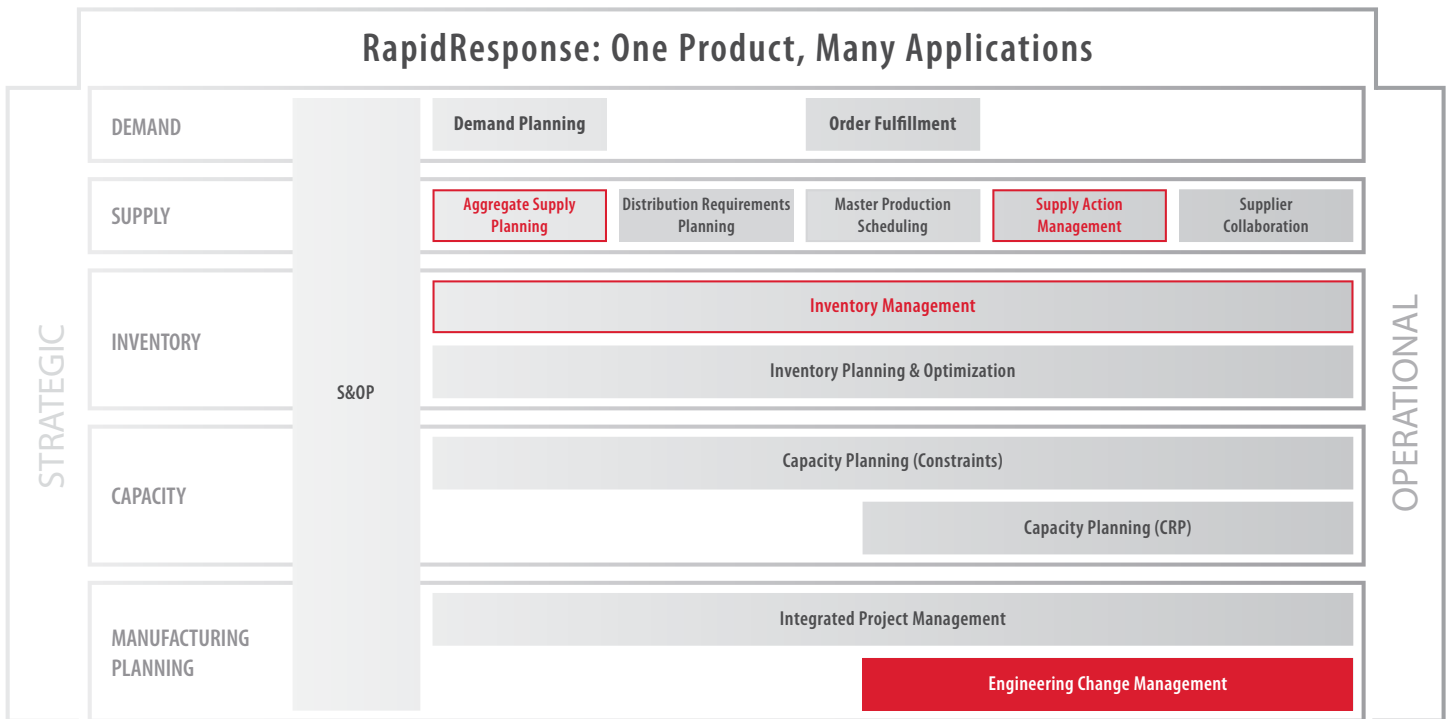 RapidResponse: One Product, Many Applications
STRATEGIC
OPERATIONAL
S&OP
DEMAND
Demand Planning
Order Fulfillment
SUPPLY
Aggregate Supply
Planning
Distribution Requirements
Planning
Master Production
Scheduling
Supply Action
Management
Supplier
Collaboration
INVENTORY
Inventory Management
Inventory Planning & Optimization
CAPACITY
Capacity Planning (Constraints)
Capacity Planning (CRP)
MANUFACTURING
PLANNING
Integrated Project Management
Engineering Change Management